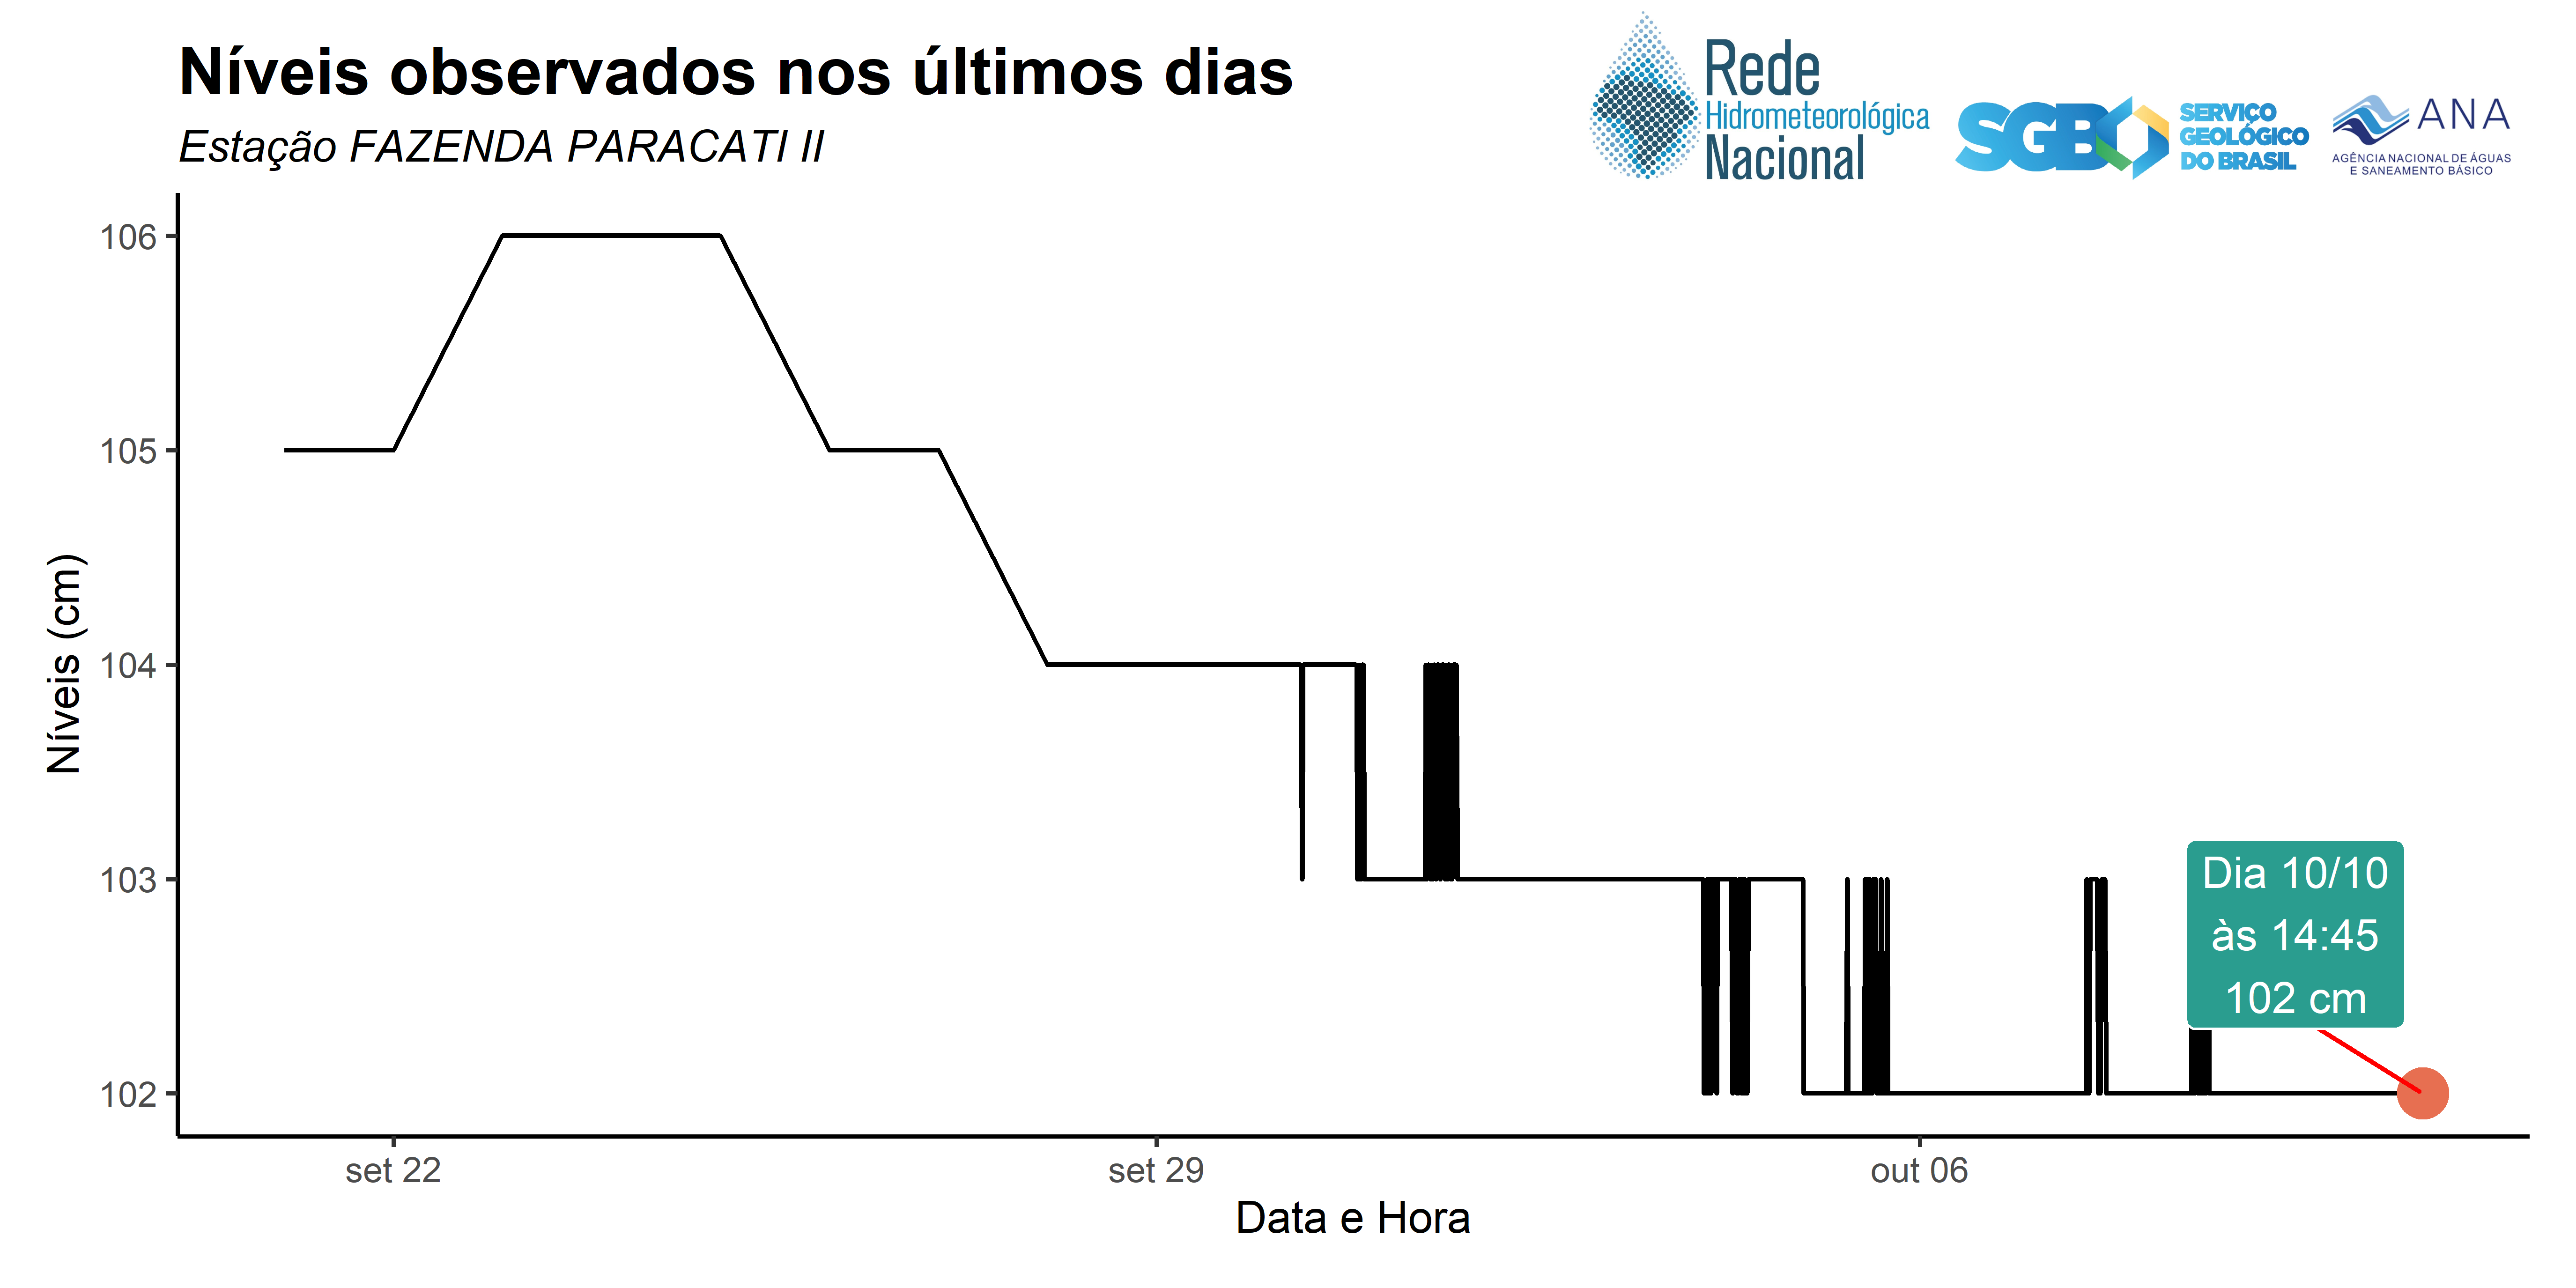 Níveis observados nos últimos dias
Estação FAZENDA PARACATI II
Rede
Hidrometeorológica
Nacional
SGB
SERVIÇO
GEOLÓGICO
DO BRASIL
ANA
AGÊNCIA NACIONAL DE ÁGUAS
E SANEAMENTO BÁSICO
Níveis (cm)
106
105
104
103
102
Dia 10/10
às 14:45
102 cm
set 22
set 29
out 06
Data e Hora